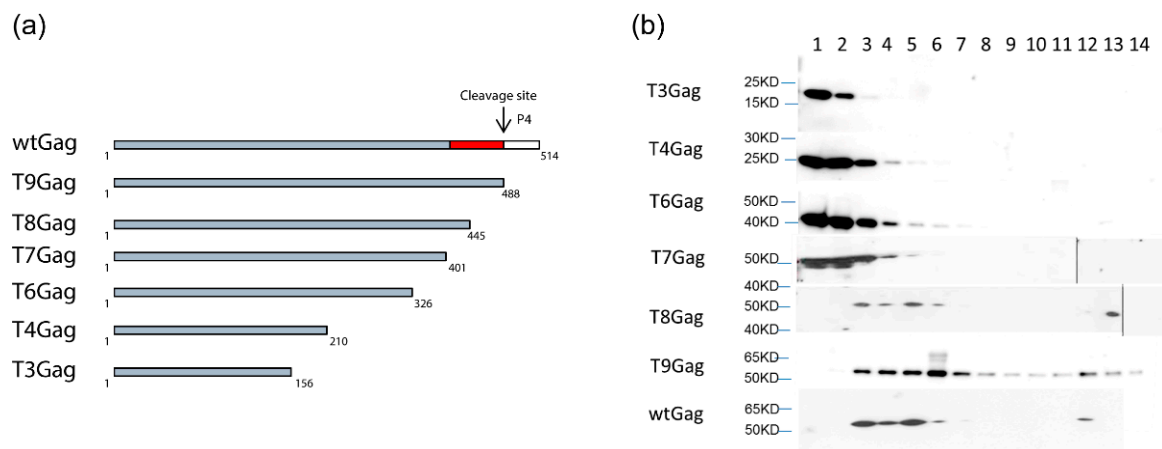 (a)
Cleavage site
P4
wtGag
1
514
T9Gag
1
488
T8Gag
1
445
T7Gag
1
401
T6Gag
1
326
T4Gag
1
210
T3Gag
1
156
(b)
1 2 3 4 5 6 7 8 9 10 11 12 13 14
T3Gag
25KD
15KD
T4Gag
30KD
25KD
T6Gag
50KD
40KD
T7Gag
50KD
40KD
T8Gag
50KD
40KD
T9Gag
65KD
50KD
wtGag
65KD
50KD